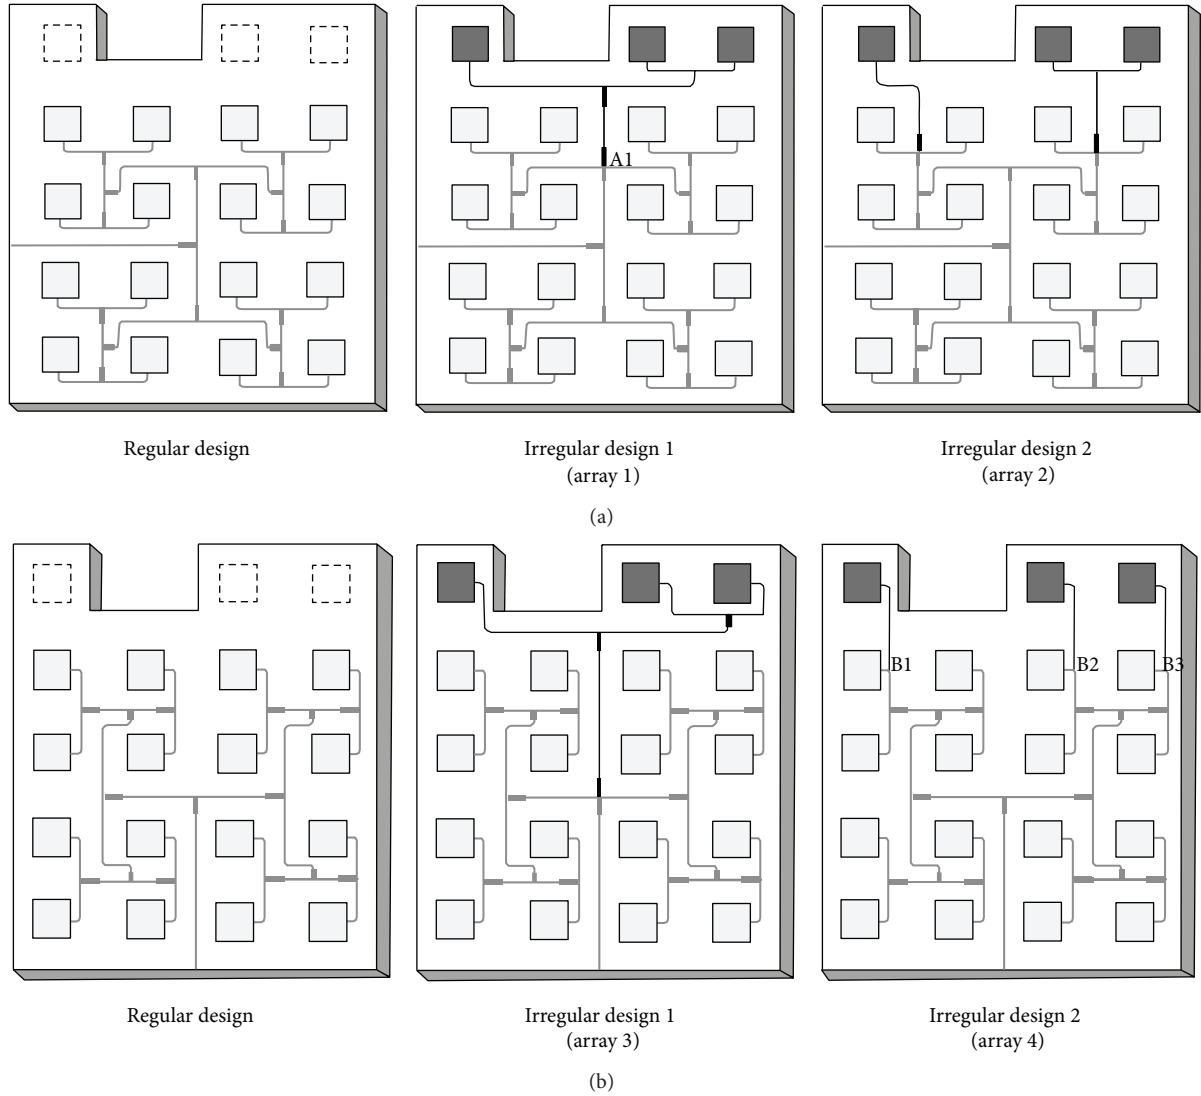 A1
Regular design
Irregular design 1
(array 1)
Irregular design 2
(array 2)
(a)
B1
B2
B3
Regular design
Irregular design 1
(array 3)
Irregular design 2
(array 4)
(b)